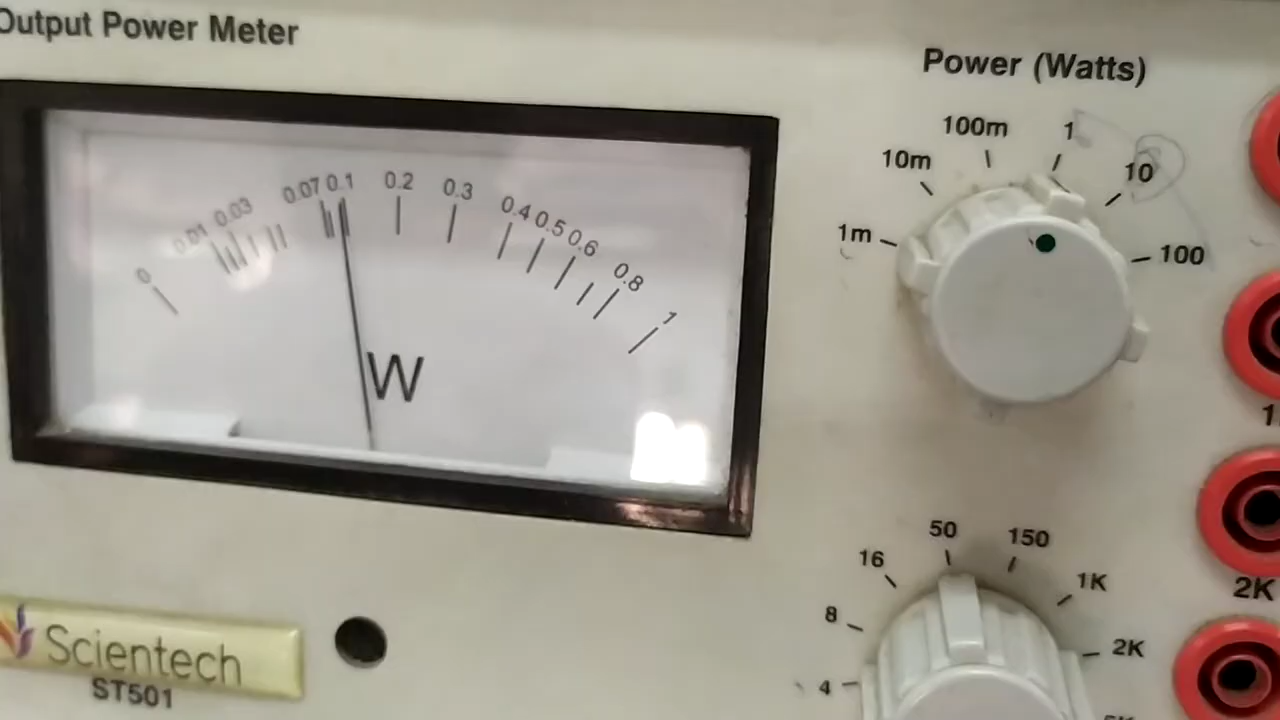 Output Power Meter
Power (Watts)
0 0.01 0.03 0.07 0.1 0.2 0.3 0.4 0.5 0.6 0.8 1
W
1m 10m 100m 1 10 100
4 8 16 50 150 1K 2K
2K
Scientech
ST501